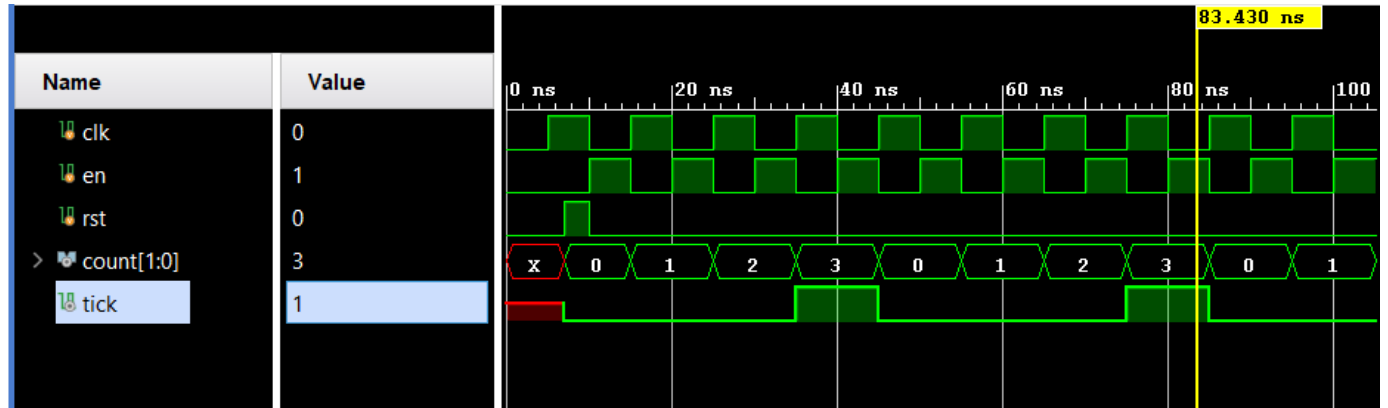 83.430 ns
Name Value
0 ns 20 ns 40 ns 60 ns 80 ns 100
clk 0
en 1
rst 0
count[1:0] 3 x 0 1 2 3 0 1 2 3 0 1
tick 1